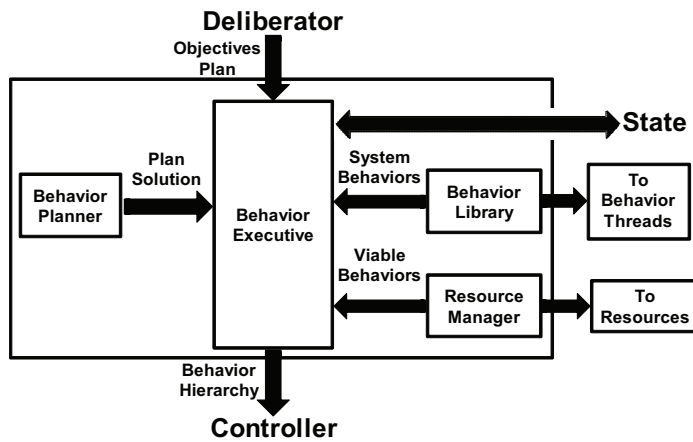 Deliberator
Objectives
Plan
State
Plan
Solution
System
Behaviors
Behavior
Planner
Behavior
Executive
Behavior
Library
To
Behavior
Threads
Viable
Behaviors
Resource
Manager
To
Resources
Behavior
Hierarchy
Controller